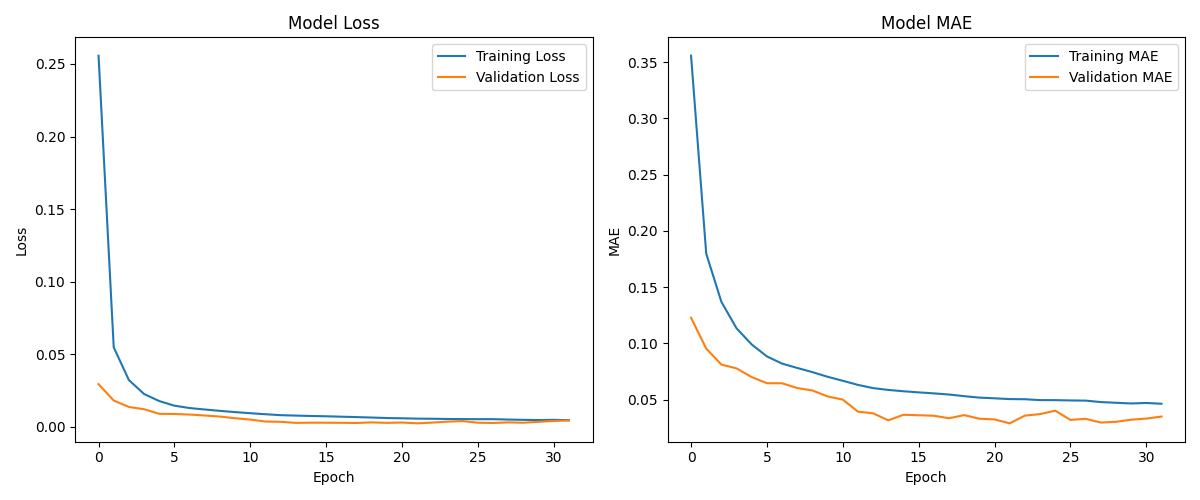 Model Loss
Training Loss
Validation Loss
0.25
0.20
0.15
0.10
0.05
0.00
Loss
0
5
10
15
20
25
30
Epoch
Model MAE
Training MAE
Validation MAE
0.35
0.30
0.25
0.20
0.15
0.10
0.05
MAE
0
5
10
15
20
25
30
Epoch